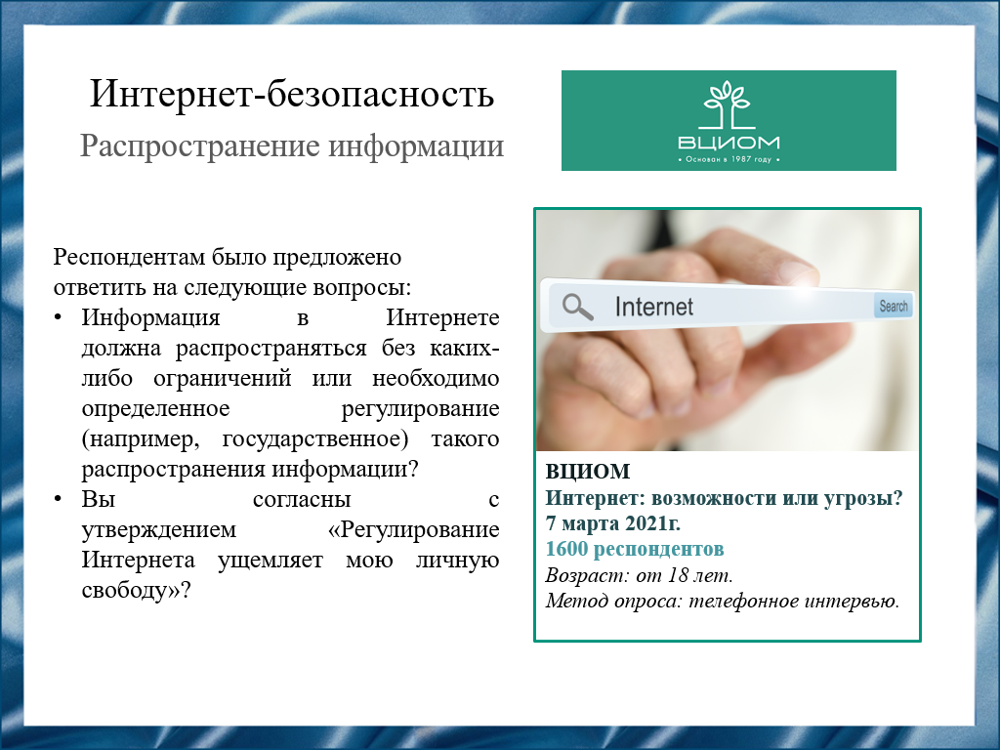 Интернет-безопасность
Распространение информации
ВЦИОМ
• Основан в 1987 году •
Респондентам было предложено
ответить на следующие вопросы:
• Информация в Интернете
должна распространяться без каких-
либо ограничений или необходимо
определенное регулирование
(например, государственное) такого
распространения информации?
• Вы согласны с
утверждением «Регулирование
Интернета ущемляет мою личную
свободу»?
Internet
Search
ВЦИОМ
Интернет: возможности или угрозы?
7 марта 2021г.
1600 респондентов
Возраст: от 18 лет.
Метод опроса: телефонное интервью.